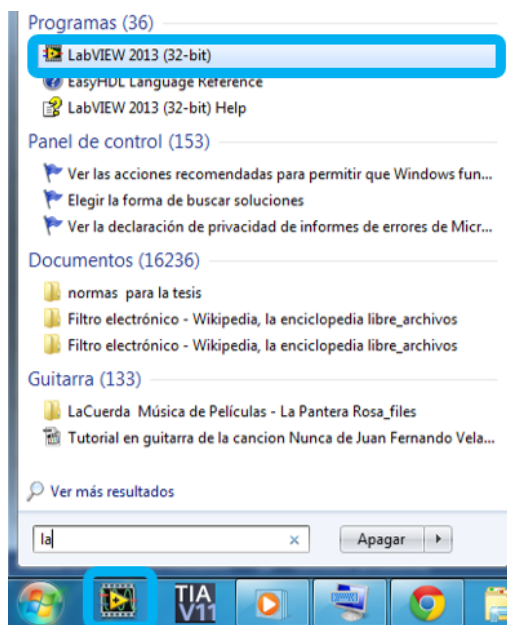 Programas (36)
LabVIEW 2013 (32-bit)
EasyHDL Language Reference
LabVIEW 2013 (32-bit) Help
Panel de control (153)
Ver las acciones recomendadas para permitir que Windows fun...
Elegir la forma de buscar soluciones
Ver la declaración de privacidad de informes de errores de Micr...
Documentos (16236)
normas para la tesis
Filtro electrónico - Wikipedia, la enciclopedia libre_archivos
Filtro electrónico - Wikipedia, la enciclopedia libre_archivos
Guitarra (133)
LaCuerda Música de Películas - La Pantera Rosa_files
Tutorial en guitarra de la cancion Nunca de Juan Fernando Vela...
Ver más resultados
la
Apagar
TIA
V11